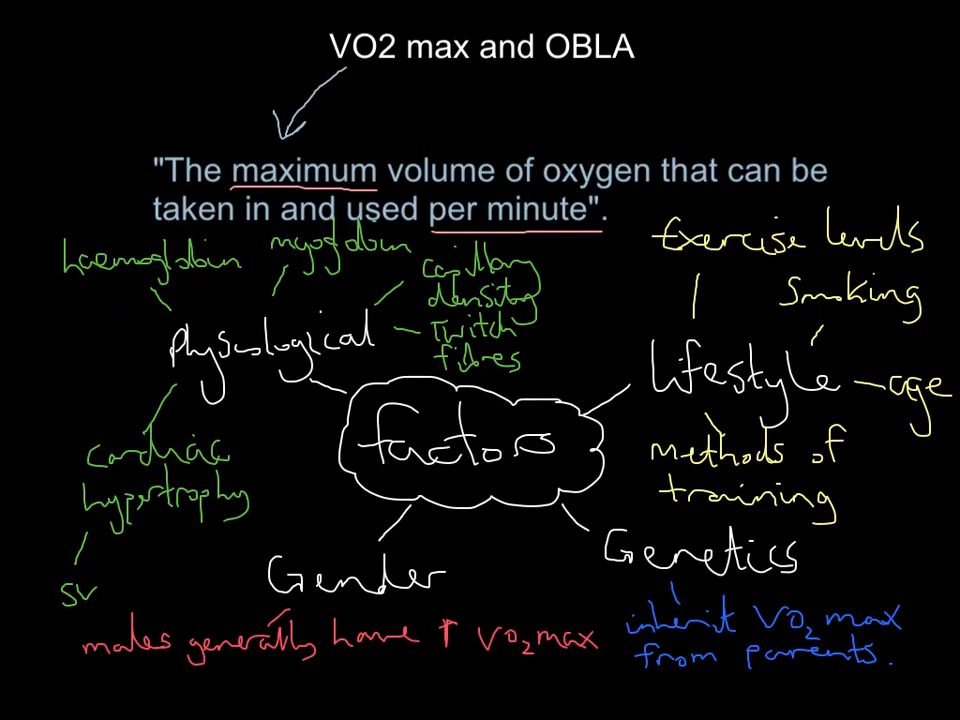 VO2 max and OBLA
"The maximum volume of oxygen that can be
taken in and used per minute".
haemoglobin
myoglobin
capillary
density
Twitch
fibres
Physcological
cardiac
hypertrophy
SV
factors
Exercise levels
Smoking
Lifestyle
age
methods of
training
Gender
males generally have ↑ VO2 max
Genetics
inherit VO2 max
from parents.